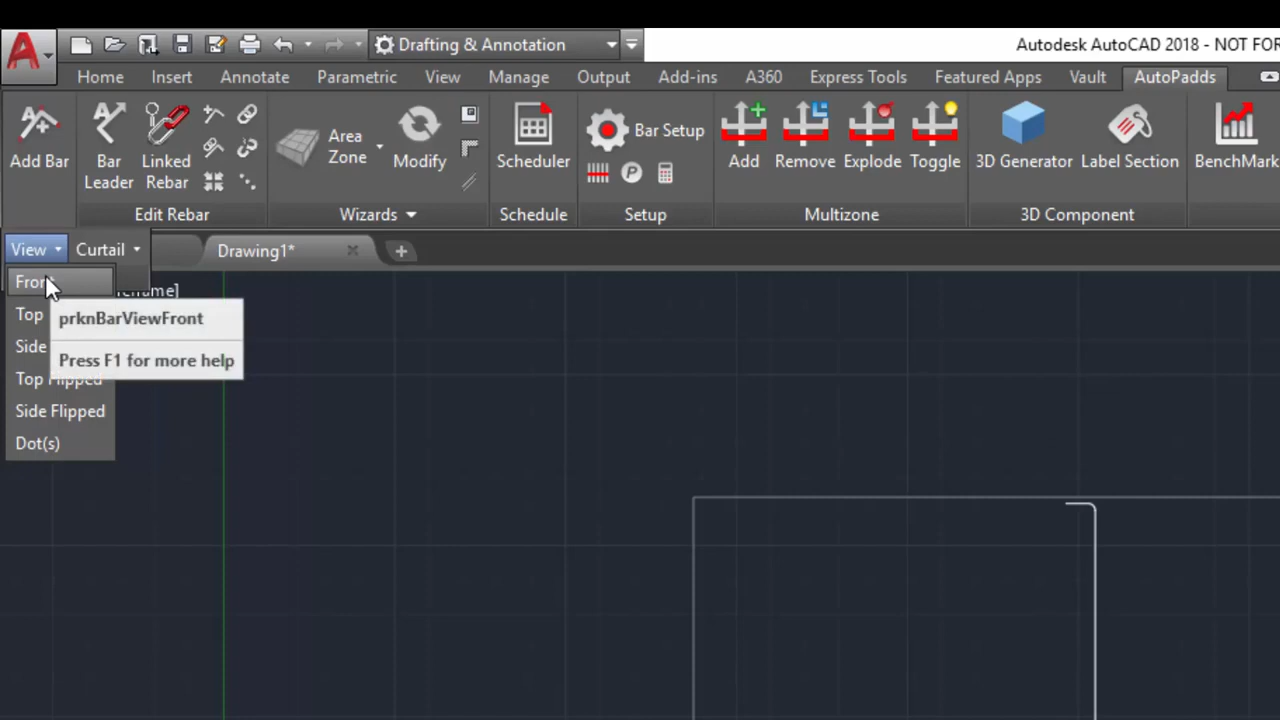 Drafting & Annotation
Autodesk AutoCAD 2018 - NOT FOR
Home Insert Annotate Parametric View Manage Output Add-ins A360 Express Tools Featured Apps Vault AutoPadds
Add Bar
Bar Leader
Linked Rebar
Edit Rebar
Area Zone
Modify
Wizards
Scheduler
Schedule
Bar Setup
P
Setup
Add Remove Explode Toggle
Multizone
3D Generator Label Section
3D Component
BenchMark
View Curtail
Drawing1*
Front
Top
Side
Top Flipped
Side Flipped
Dot(s)
prknBarViewFront
Press F1 for more help